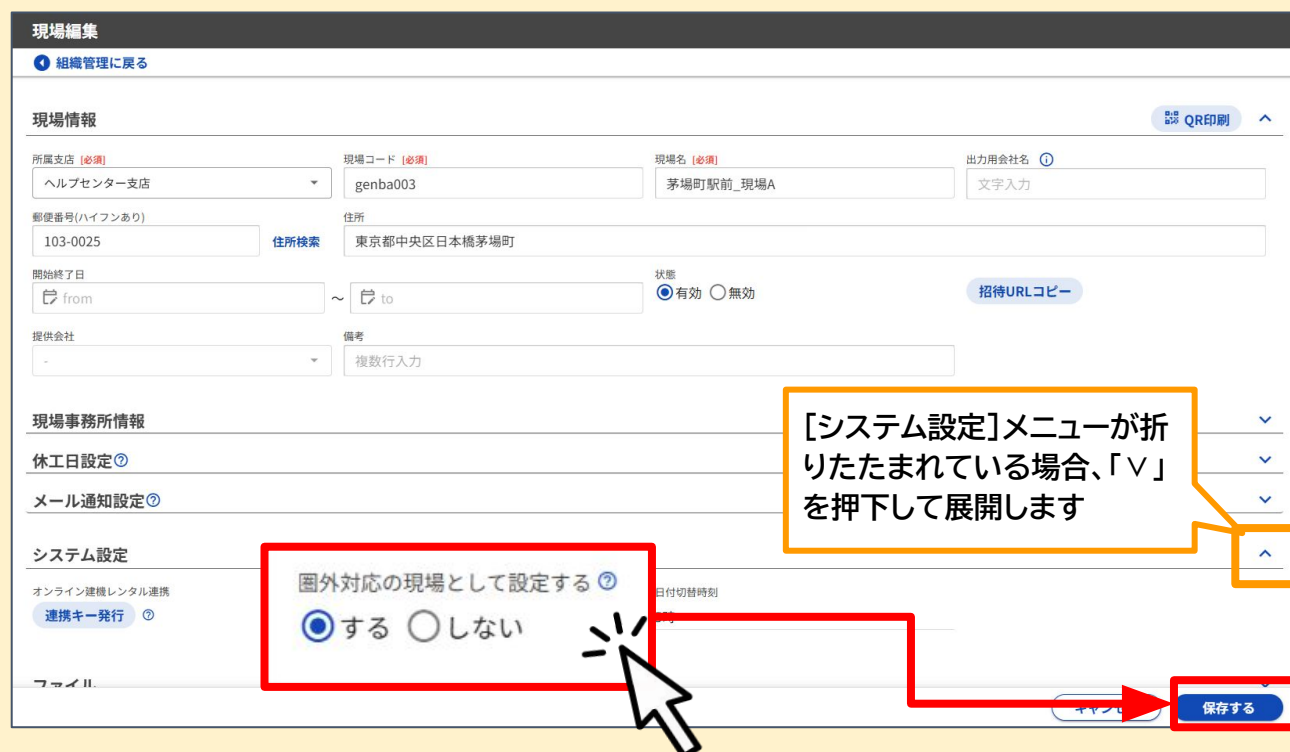 現場編集
組織管理に戻る
現場情報
QR印刷
所属支店 [必須]
現場コード [必須]
現場名 [必須]
出力用会社名
ヘルプセンター支店
genba003
茅場町駅前_現場A
文字入力
郵便番号(ハイフンあり)
住所
103-0025
住所検索
東京都中央区日本橋茅場町
開始終了日
状態
from
～
to
有効
無効
招待URLコピー
提供会社
備考
-
複数行入力
現場事務所情報
休工日設定
メール通知設定
[システム設定]メニューが折
りたたまれている場合、「∨」
を押下して展開します
システム設定
オンライン建機レンタル連携
連携キー発行
圏外対応の現場として設定する
する
しない
日付切替時刻
ファイル
保存する